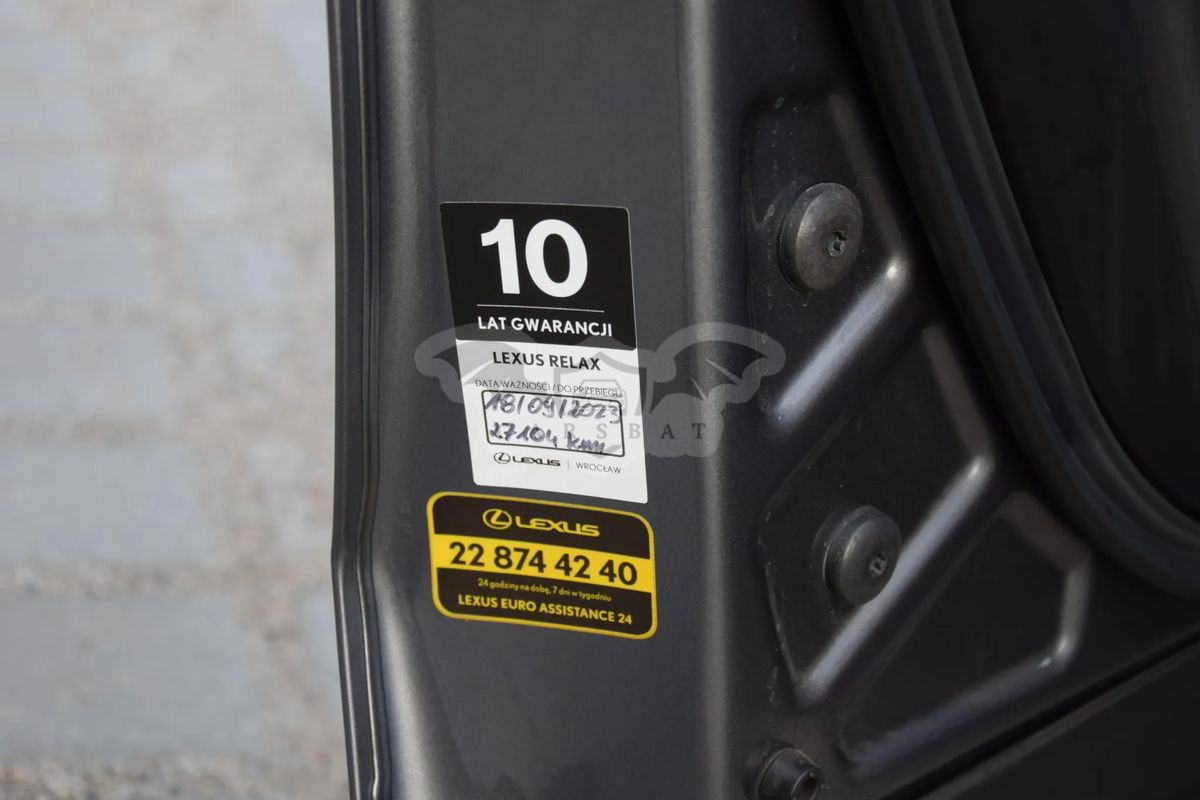 10
LAT GWARANCJI
LEXUS RELAX
DATA WAŻNOŚCI / DO PRZEBIEGU
18/09/2023
27104 km
LEXUS | WROCŁAW
LEXUS
22 874 42 40
24 godziny na dobę, 7 dni w tygodniu
LEXUS EURO ASSISTANCE 24